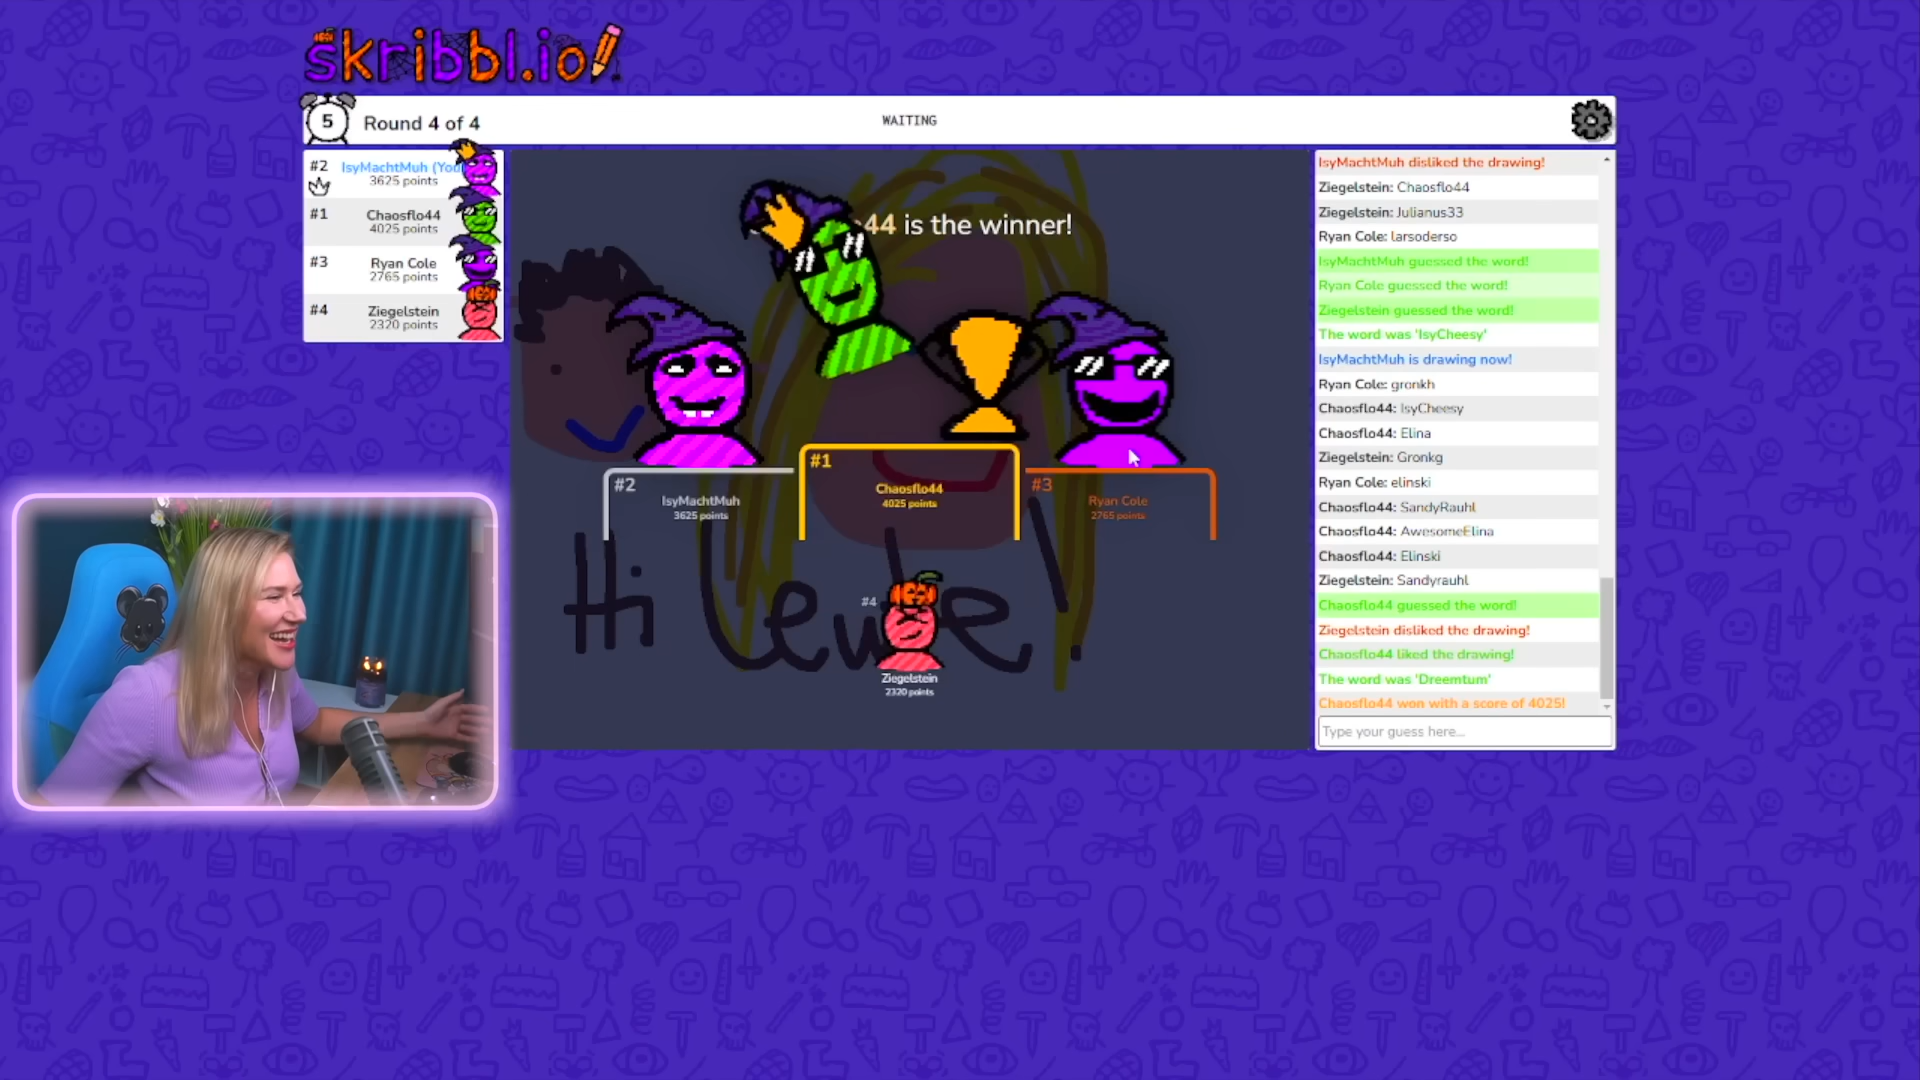 skribbl.io
5
Round 4 of 4
WAITING
#2
IsyMachtMuh (You
3625 points
#1
Chaosflo44
4025 points
#3
Ryan Cole
2765 points
#4
Ziegelstein
2320 points
44 is the winner!
#1
Chaosflo44
4025 points
#2
IsyMachtMuh
3625 points
#3
Ryan Cole
2765 points
#4
Ziegelstein
2320 points
Hi
IsyMachtMuh disliked the drawing!
Ziegelstein: Chaosflo44
Ziegelstein: Julianus33
Ryan Cole: larsoderso
IsyMachtMuh guessed the word!
Ryan Cole guessed the word!
Ziegelstein guessed the word!
The word was 'IsyCheesy'
IsyMachtMuh is drawing now!
Ryan Cole: gronkh
Chaosflo44: IsyCheesy
Chaosflo44: Elina
Ziegelstein: Gronkg
Ryan Cole: elinski
Chaosflo44: SandyRauhl
Chaosflo44: AwesomeElina
Chaosflo44: Elinski
Ziegelstein: Sandyrauhl
Chaosflo44 guessed the word!
Ziegelstein disliked the drawing!
Chaosflo44 liked the drawing!
The word was 'Dreemtum'
Chaosflo44 won with a score of 4025!
Type your guess here...